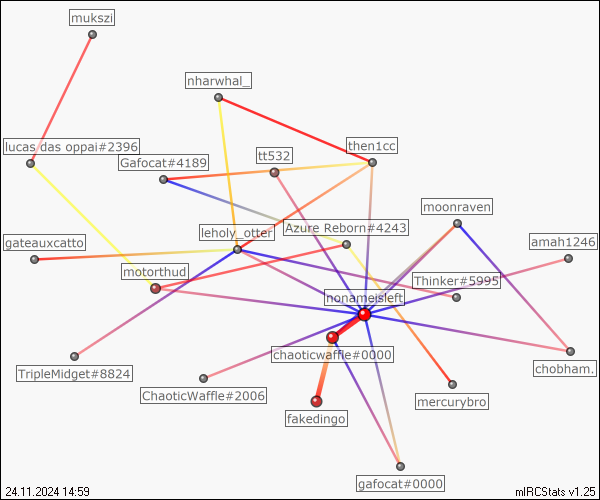 mukszi
nharwhal_
lucas das oppai#2396
then1cc
tt532
Gafocat#4189
moonraven
leholy_otter
Azure Reborn#4243
gateauxcatto
amah1246
motorthud
Thinker#5995
nonameisleft
chaoticwaffle#0000
TripleMidget#8824
chobham.
ChaoticWaffle#2006
mercurybro
fakedingo
gafocat#0000
24.11.2024 14:59
mIRCStats v1.25